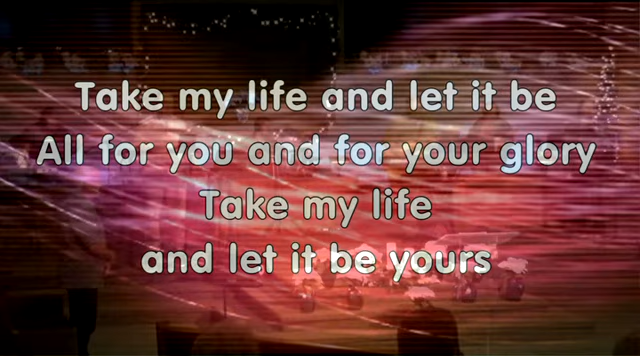 Take my life and let it be
All for you and for your glory
Take my life
and let it be yours